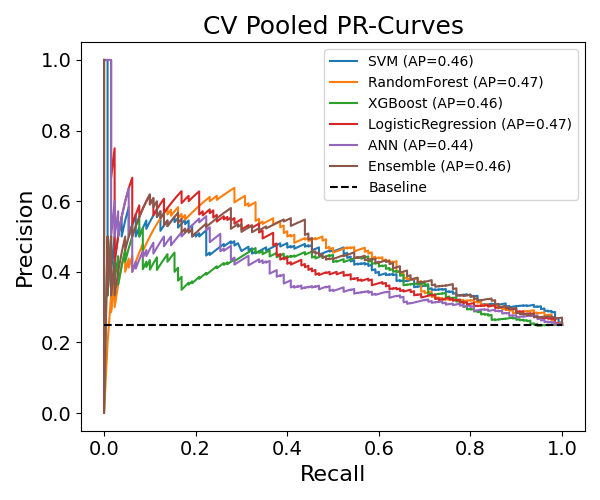 CV Pooled PR-Curves
SVM (AP=0.46)
RandomForest (AP=0.47)
XGBoost (AP=0.46)
LogisticRegression (AP=0.47)
ANN (AP=0.44)
Ensemble (AP=0.46)
Baseline
Precision
1.0
0.8
0.6
0.4
0.2
0.0
0.0
0.2
0.4
0.6
0.8
1.0
Recall